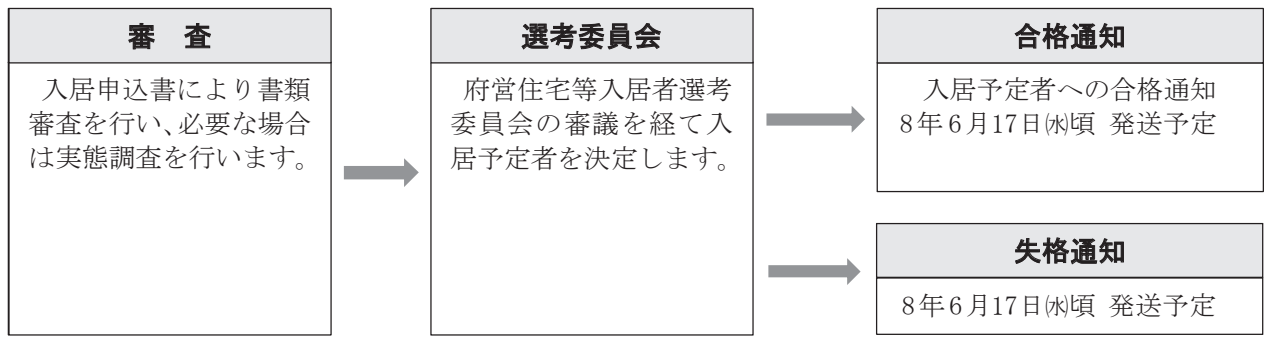 審　査
入居申込書により書類
審査を行い、必要な場合
は実態調査を行います。
選考委員会
府営住宅等入居者選考
委員会の審議を経て入
居予定者を決定します。
合格通知
入居予定者への合格通知
8年6月17日㈬頃 発送予定
失格通知
8年6月17日㈬頃 発送予定